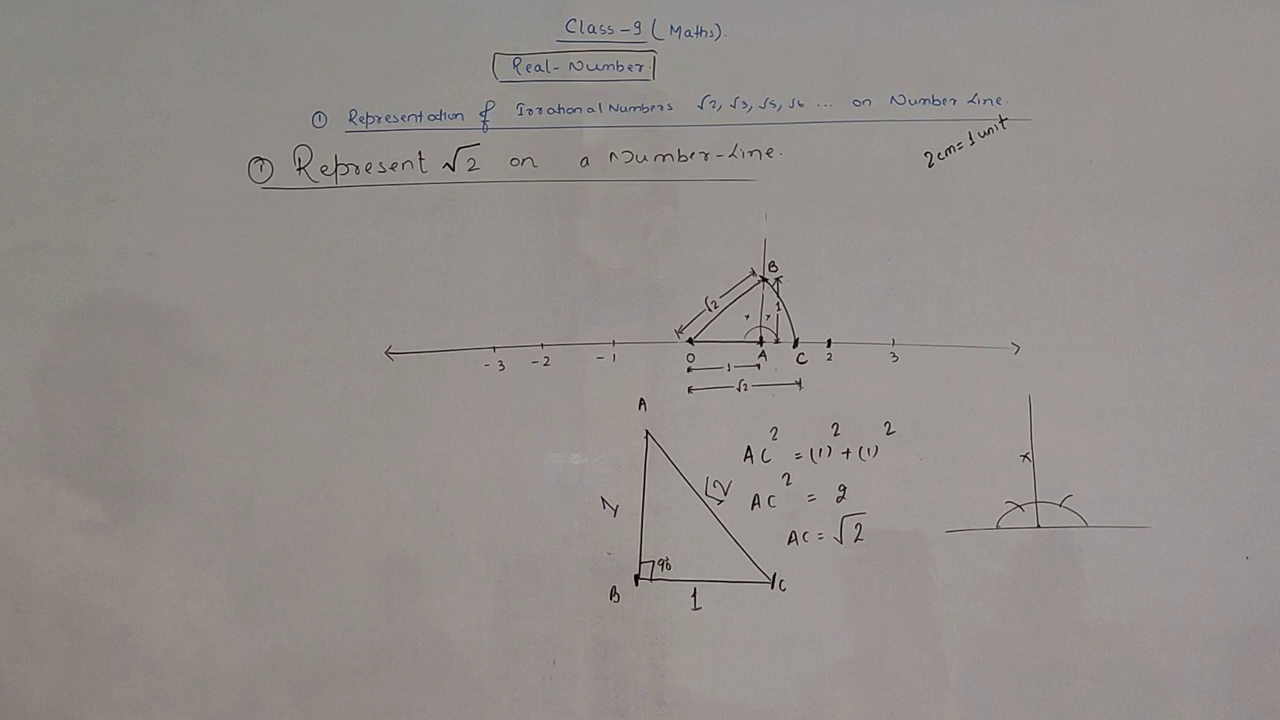 Class-9 (Maths).
Real-Number.
① Representation of Irrational Numbers √2, √3, √5, √6 ... on Number Line.
2cm=1unit
① Represent √2 on a Number-Line.
B
√2
1
-3 -2 -1 0 A C 2 3
1
√2
A
AC² = (1)² + (1)²
1 √2
AC² = 2
AC = √2
90°
B C
1